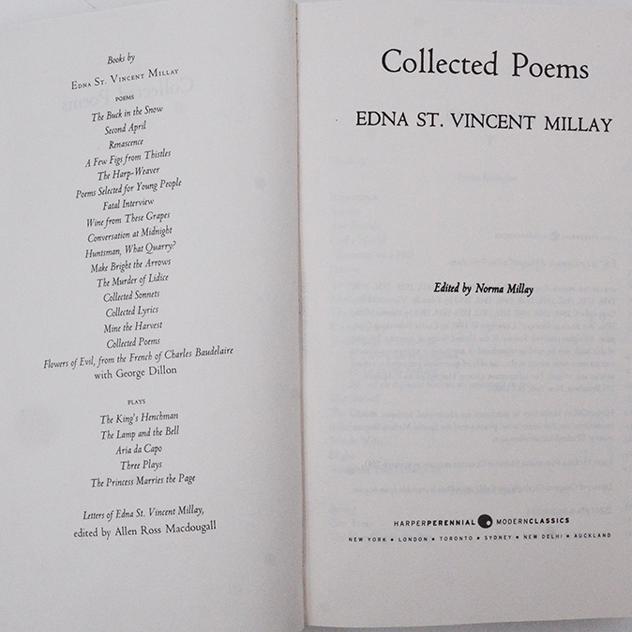 Books by
EDNA ST. VINCENT MILLAY
POEMS
The Buck in the Snow
Second April
Renascence
A Few Figs from Thistles
The Harp-Weaver
Poems Selected for Young People
Fatal Interview
Wine from These Grapes
Conversation at Midnight
Huntsman, What Quarry?
Make Bright the Arrows
The Murder of Lidice
Collected Sonnets
Collected Lyrics
Mine the Harvest
Collected Poems
Flowers of Evil, from the French of Charles Baudelaire
with George Dillon
PLAYS
The King's Henchman
The Lamp and the Bell
Aria da Capo
Three Plays
The Princess Marries the Page
Letters of Edna St. Vincent Millay,
edited by Allen Ross Macdougall
Collected Poems
EDNA ST. VINCENT MILLAY
Edited by Norma Millay
HARPERPERENNIAL MODERNCLASSICS
NEW YORK • LONDON • TORONTO • SYDNEY • NEW DELHI • AUCKLAND